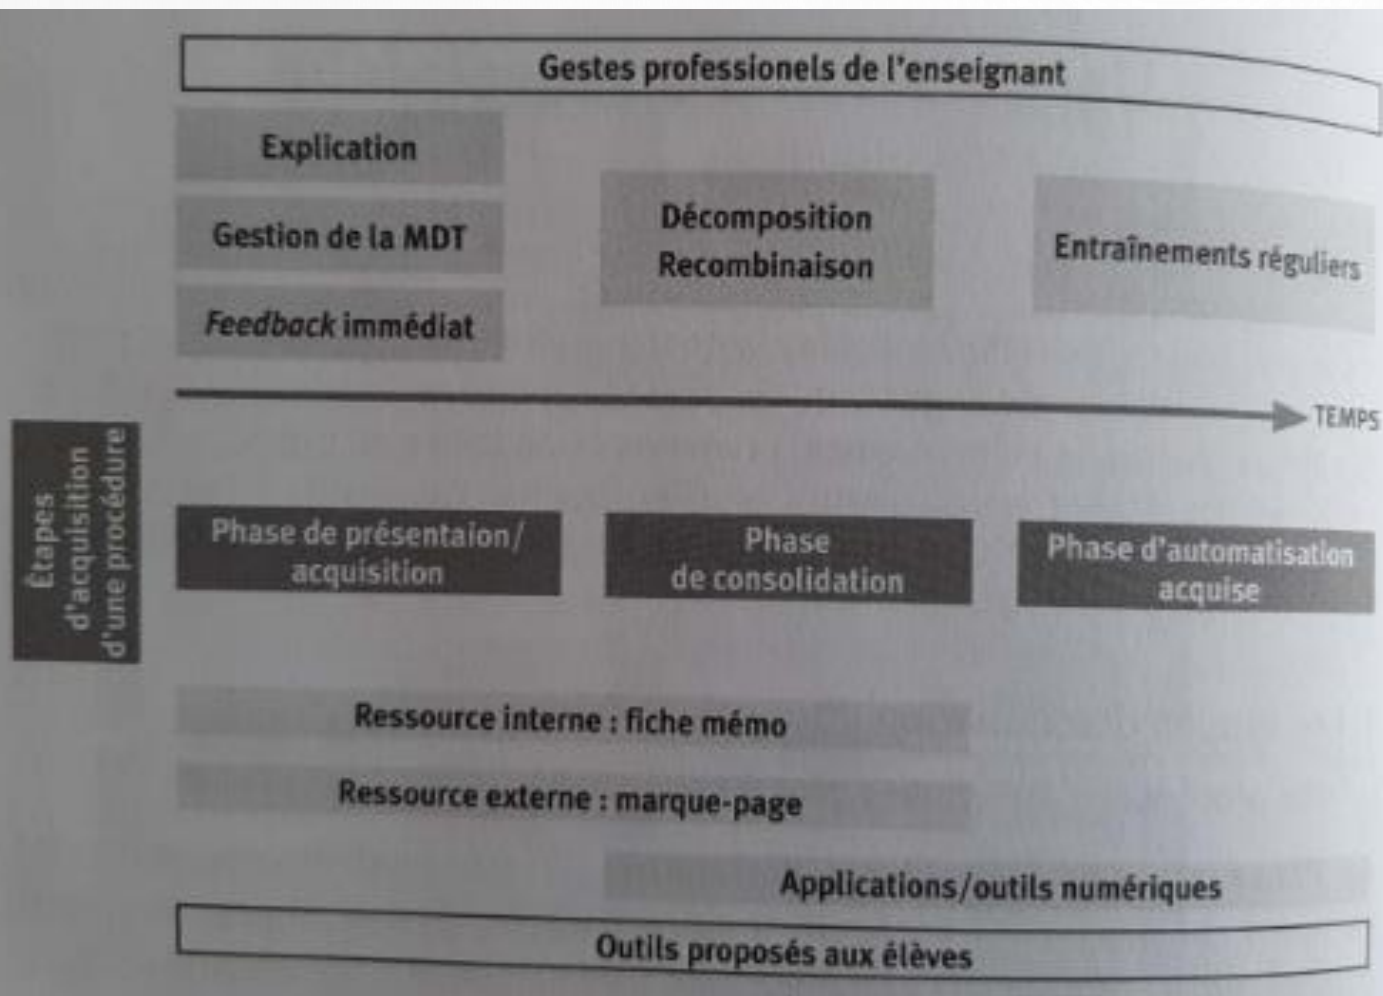 Gestes professionels de l'enseignant
Explication
Gestion de la MDT
Feedback immédiat
Décomposition
Recombinaison
Entraînements réguliers
TEMPS
Étapes
d'acquisition
d'une procédure
Phase de présentaion/
acquisition
Phase
de consolidation
Phase d'automatisation
acquise
Ressource interne : fiche mémo
Ressource externe : marque-page
Applications/outils numériques
Outils proposés aux élèves